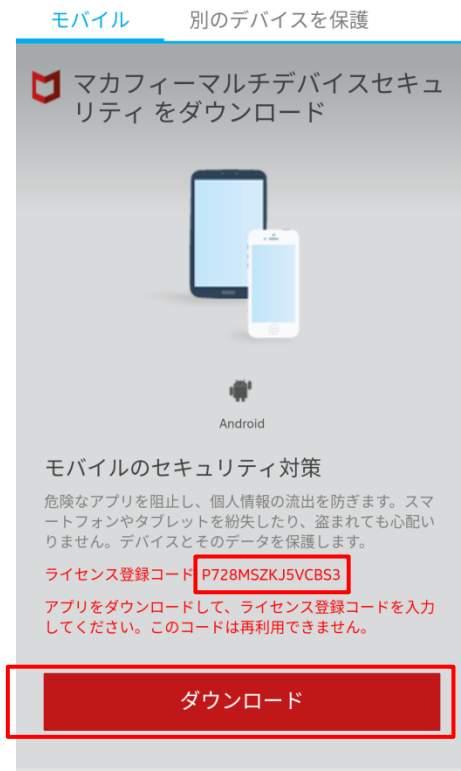 モバイル 別のデバイスを保護
マカフィーマルチデバイスセキュ
リティ をダウンロード
Android
モバイルのセキュリティ対策
危険なアプリを阻止し、個人情報の流出を防ぎます。スマ
ートフォンやタブレットを紛失したり、盗まれても心配い
りません。デバイスとそのデータを保護します。
ライセンス登録コード P728MSZKJ5VCBS3
アプリをダウンロードして、ライセンス登録コードを入力
してください。このコードは再利用できません。
ダウンロード